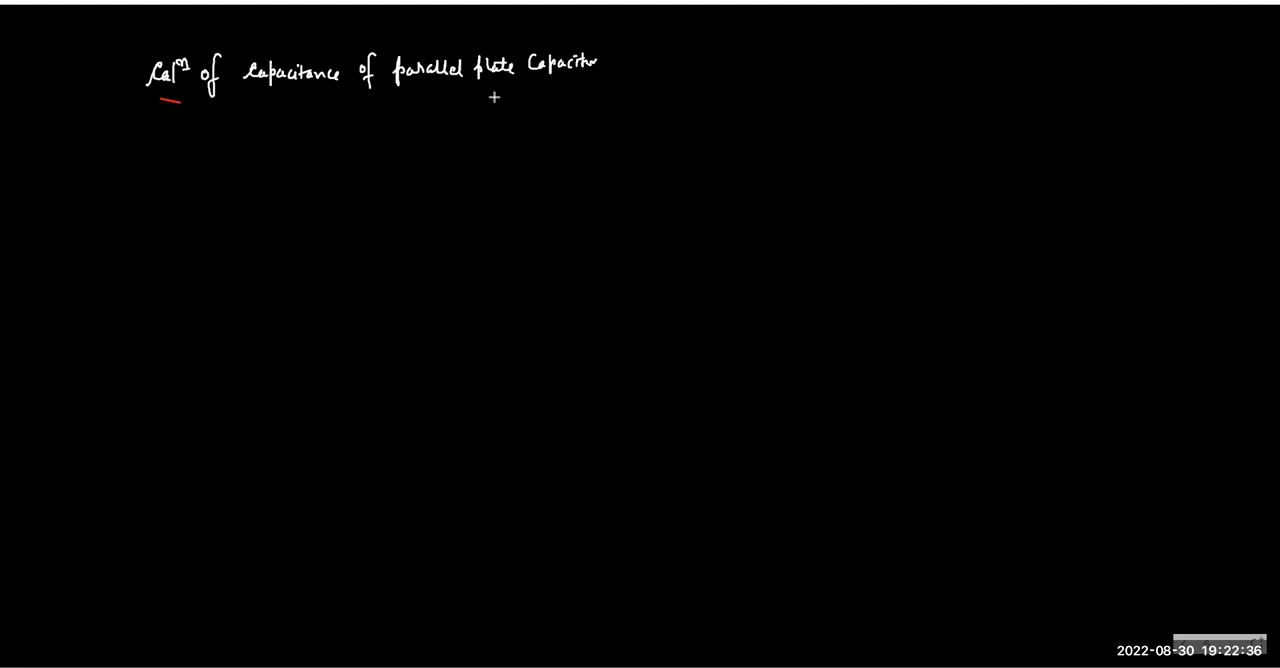 Calⁿ of Capacitance of parallel plate Capacitor
2022-08-30 19:22:36